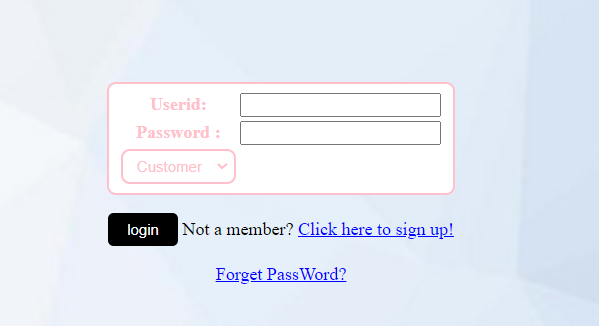 Userid:
Password :
Customer
login Not a member? Click here to sign up!
Forget PassWord?